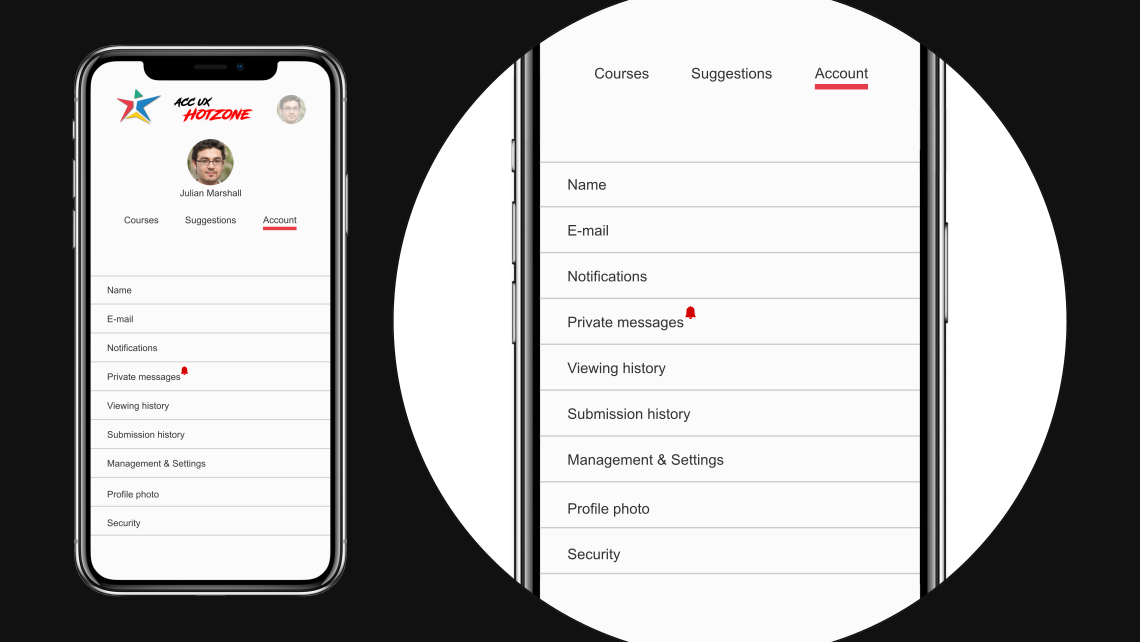 ACC UX
HOTZONE
Julian Marshall
Courses Suggestions Account
Name
E-mail
Notifications
Private messages
Viewing history
Submission history
Management & Settings
Profile photo
Security
Courses Suggestions Account
Name
E-mail
Notifications
Private messages
Viewing history
Submission history
Management & Settings
Profile photo
Security